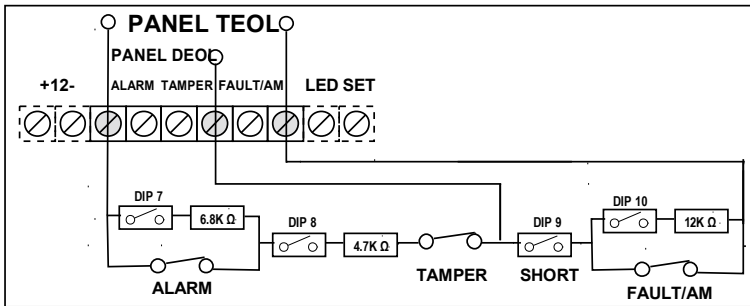 PANEL TEOL
PANEL DEOL
+12- ALARM TAMPER FAULT/AM LED SET
DIP 7 6.8K Ω DIP 8 4.7K Ω TAMPER DIP 9 SHORT DIP 10 12K Ω
ALARM FAULT/AM